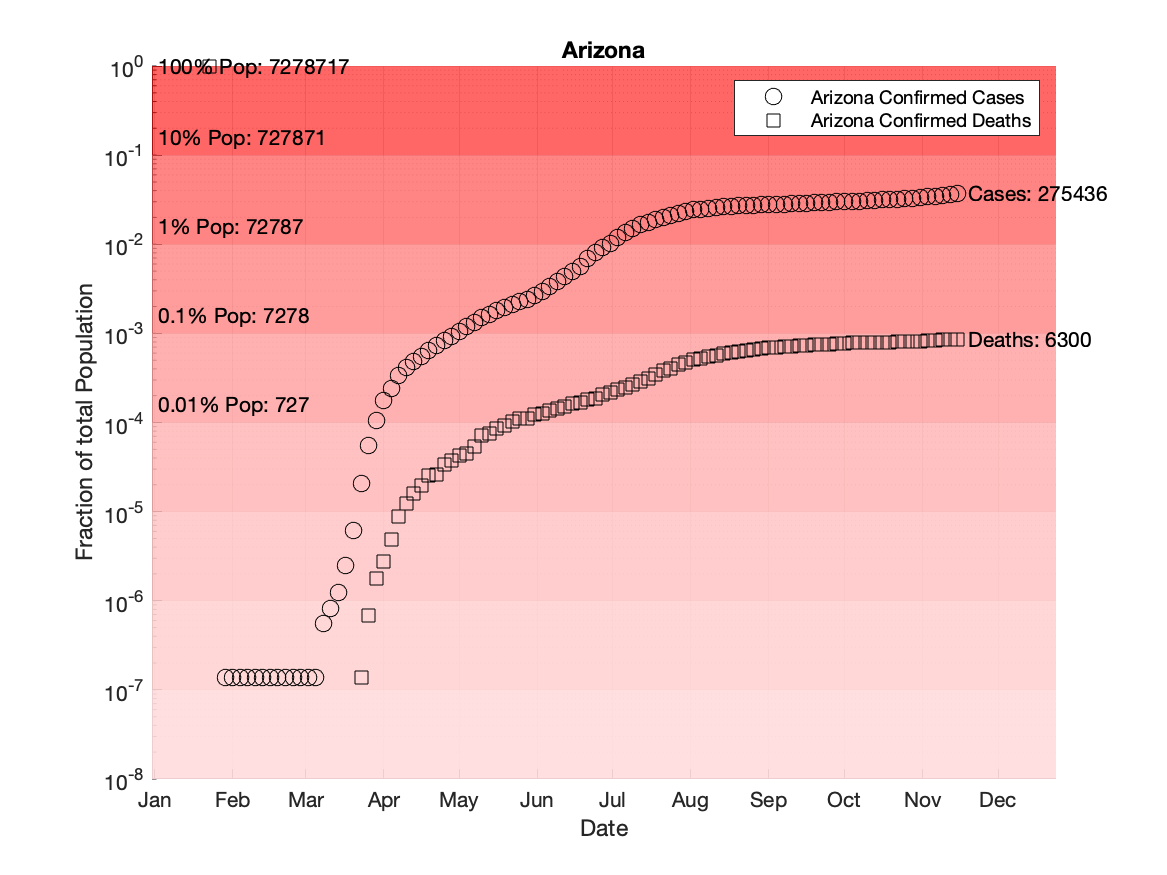 Arizona
10^0
100% Pop: 7278717
Arizona Confirmed Cases
Arizona Confirmed Deaths
10% Pop: 727871
10^-1
Cases: 275436
1% Pop: 72787
10^-2
0.1% Pop: 7278
10^-3
Deaths: 6300
0.01% Pop: 727
10^-4
10^-5
10^-6
10^-7
10^-8
Fraction of total Population
Jan Feb Mar Apr May Jun Jul Aug Sep Oct Nov Dec
Date